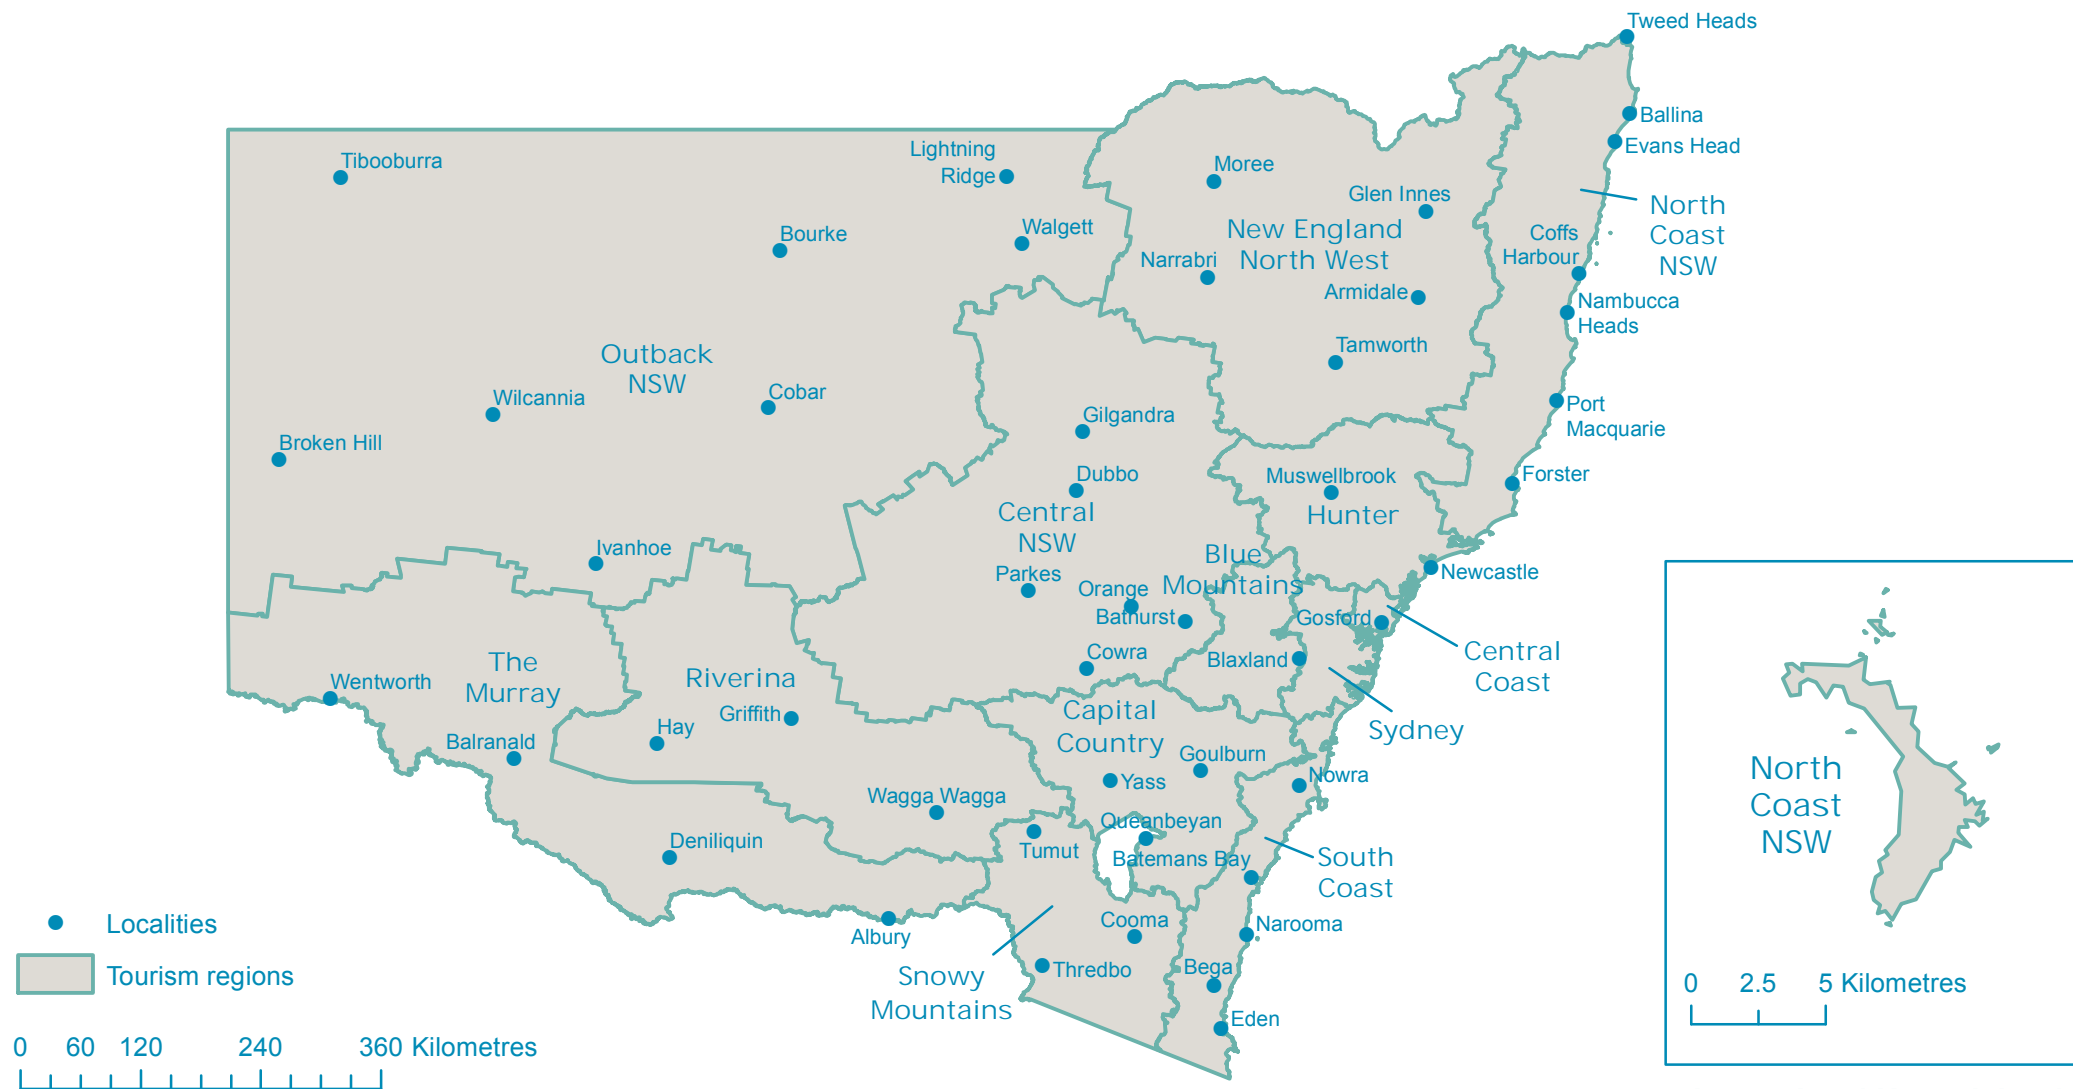 Tweed Heads
Ballina
Evans Head
Tibooburra
Lightning
Ridge
Moree
Glen Innes
North
Coast
NSW
Bourke
Walgett
New England
North West
Narrabri
Coffs
Harbour
Armidale
Nambucca
Heads
Outback
NSW
Tamworth
Wilcannia
Cobar
Gilgandra
Port
Macquarie
Broken Hill
Dubbo
Muswellbrook
Forster
Central
NSW
Hunter
Ivanhoe
Blue
Mountains
Newcastle
Parkes
Orange
Bathurst
Gosford
Central
Coast
Cowra
Blaxland
The
Murray
Wentworth
Riverina
Griffith
Hay
Capital
Country
Sydney
Balranald
Goulburn
Yass
Nowra
Wagga Wagga
Queanbeyan
Tumut
Batemans Bay
South
Coast
Deniliquin
Albury
Cooma
Narooma
Snowy
Mountains
Thredbo
Bega
Eden
Localities
Tourism regions
0 60 120 240 360 Kilometres
North
Coast
NSW
0 2.5 5 Kilometres